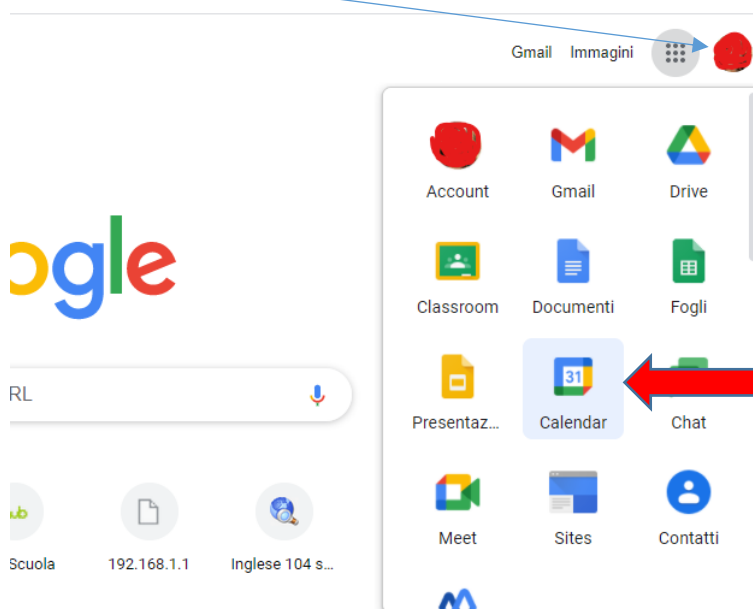 Gmail Immagini
Account Gmail Drive
ogle
Classroom Documenti Fogli
31
RL
Presentaz... Calendar Chat
Meet Sites Contatti
Scuola 192.168.1.1 Inglese 104 s...